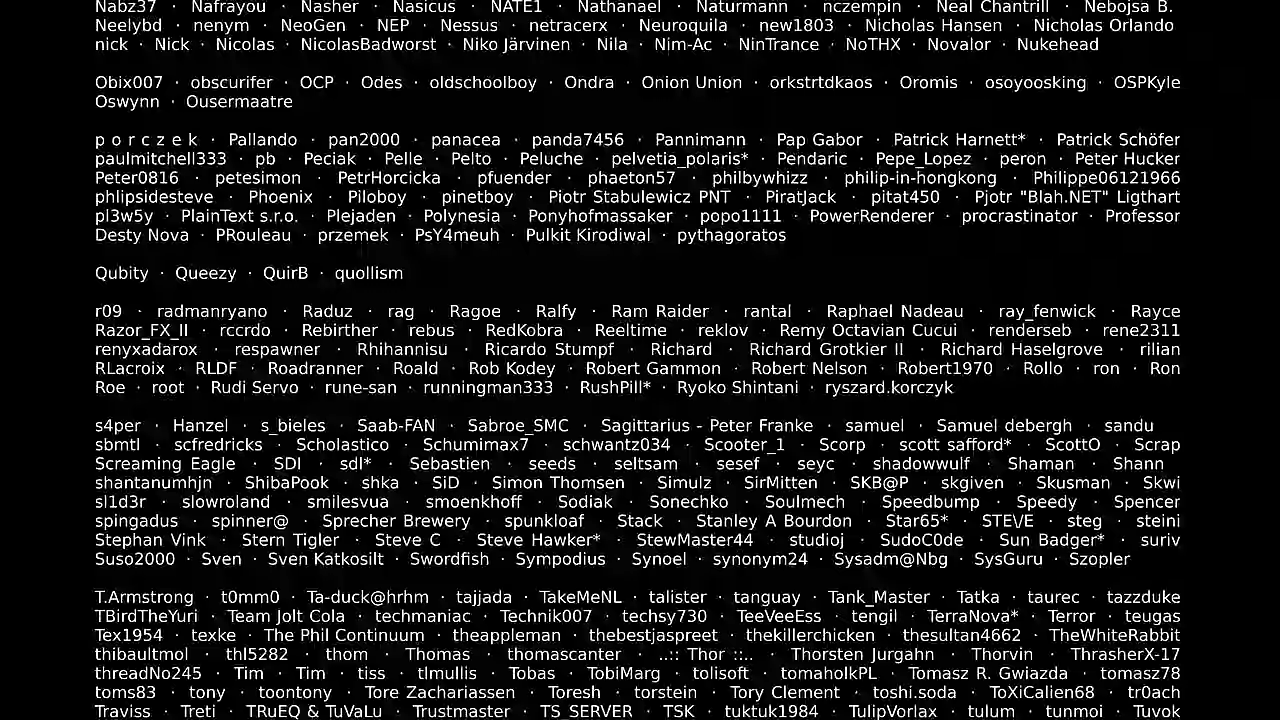 Nabz37 · Nafrayou · Nasher · Nasicus · NATE1 · Nathanael · Naturmann · nczempin · Neal Chantrill · Nebojsa B.
Neelybd · nenym · NeoGen · NEP · Nessus · netracerx · Neuroquila · new1803 · Nicholas Hansen · Nicholas Orlando
nick · Nick · Nicolas · NicolasBadworst · Niko Järvinen · Nila · Nim-Ac · NinTrance · NoTHX · Novalor · Nukehead
Obix007 · obscurifer · OCP · Odes · oldschoolboy · Ondra · Onion Union · orkstrtdkaos · Oromis · osoyoosking · OSPKyle
Oswynn · Ousermaatre
p o r c z e k · Pallando · pan2000 · panacea · panda7456 · Pannimann · Pap Gabor · Patrick Harnett* · Patrick Schöfer
paulmitchell333 · pb · Peciak · Pelle · Pelto · Peluche · pelvetia_polaris* · Pendaric · Pepe_Lopez · peron · Peter Hucker
Peter0816 · petesimon · PetrHorcicka · pfuender · phaeton57 · philbywhizz · philip-in-hongkong · Philippe06121966
phlipsidesteve · Phoenix · Piloboy · pinetboy · Piotr Stabulewicz PNT · PiratJack · pitat450 · Pjotr "Blah.NET" Ligthart
pl3w5y · PlainText s.r.o. · Plejaden · Polynesia · Ponyhofmassaker · popo1111 · PowerRenderer · procrastinator · Professor
Desty Nova · PRouleau · przemek · PsY4meuh · Pulkit Kirodiwal · pythagoratos
Qubity · Queezy · QuirB · quollism
r09 · radmanryano · Raduz · rag · Ragoe · Ralfy · Ram Raider · rantal · Raphael Nadeau · ray_fenwick · Rayce
Razor_FX_II · rccrdo · Rebirther · rebus · RedKobra · Reeltime · reklov · Remy Octavian Cucui · renderseb · rene2311
renyxadarox · respawner · Rhihannisu · Ricardo Stumpf · Richard · Richard Grotkier II · Richard Haselgrove · rilian
RLacroix · RLDF · Roadranner · Roald · Rob Kodey · Robert Gammon · Robert Nelson · Robert1970 · Rollo · ron · Ron
Roe · root · Rudi Servo · rune-san · runningman333 · RushPill* · Ryoko Shintani · ryszard.korczyk
s4per · Hanzel · s_bieles · Saab-FAN · Sabroe_SMC · Sagittarius - Peter Franke · samuel · Samuel debergh · sandu
sbmtl · scfredricks · Scholastico · Schumimax7 · schwantz034 · Scooter_1 · Scorp · scott safford* · ScottO · Scrap
Screaming Eagle · SDI · sdl* · Sebastien · seeds · seltsam · sesef · seyc · shadowwulf · Shaman · Shann
shantanumhjn · ShibaPook · shka · SiD · Simon Thomsen · Simulz · SirMitten · SKB@P · skgiven · Skusman · Skwi
sl1d3r · slowroland · smilesvua · smoenkhoff · Sodiak · Sonechko · Soulmech · Speedbump · Speedy · Spencer
spingadus · spinner@ · Sprecher Brewery · spunkloaf · Stack · Stanley A Bourdon · Star65* · STE\/E · steg · steini
Stephan Vink · Stern Tigler · Steve C · Steve Hawker* · StewMaster44 · studioj · SudoC0de · Sun Badger* · suriv
Suso2000 · Sven · Sven Katkosilt · Swordfish · Sympodius · Synoel · synonym24 · Sysadm@Nbg · SysGuru · Szopler
T.Armstrong · t0mm0 · Ta-duck@hrhm · tajjada · TakeMeNL · talister · tanguay · Tank_Master · Tatka · taurec · tazzduke
TBirdTheYuri · Team Jolt Cola · techmaniac · Technik007 · techsy730 · TeeVeeEss · tengil · TerraNova* · Terror · teugas
Tex1954 · texke · The Phil Continuum · theappleman · thebestjaspreet · thekillerchicken · thesultan4662 · TheWhiteRabbit
thibaultmol · thl5282 · thom · Thomas · thomascanter · ..:: Thor ::.. · Thorsten Jurgahn · Thorvin · ThrasherX-17
threadNo245 · Tim · Tim · tiss · tlmullis · Tobas · TobiMarg · tolisoft · tomaholkPL · Tomasz R. Gwiazda · tomasz78
toms83 · tony · toontony · Tore Zachariassen · Toresh · torstein · Tory Clement · toshi.soda · ToXiCalien68 · tr0ach
Traviss · Treti · TRuEQ & TuVaLu · Trustmaster · TS_SERVER · TSK · tuktuk1984 · TulipVorlax · tulum · tunmoi · Tuvok